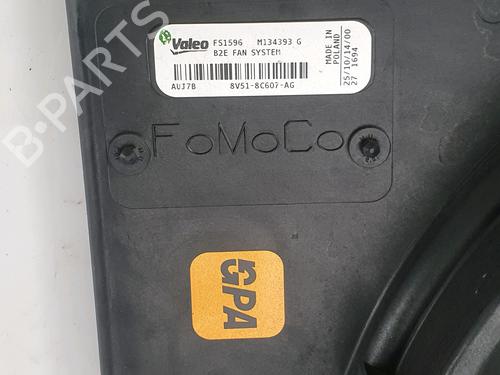 Valeo FS1596 M134393 G
B2E FAN SYSTEM
AUJ7B 8V51-8C607-AG
MADE IN
POLAND
25/10/14/00
27 1694
FoMoCo
GPA
B-PARTS